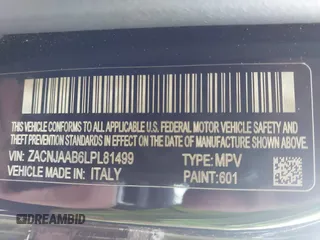 THIS VEHICLE CONFORMS TO ALL APPLICABLE U.S. FEDERAL MOTOR VEHICLE SAFETY AND
THEFT PREVENTION STANDARDS IN EFFECT ON THE DATE OF MANUFACTURE SHOWN ABOVE.
VIN: ZACNJAAB6LPL81499 TYPE: MPV
MADE IN: ITALY PAINT: 601
DREAMBID